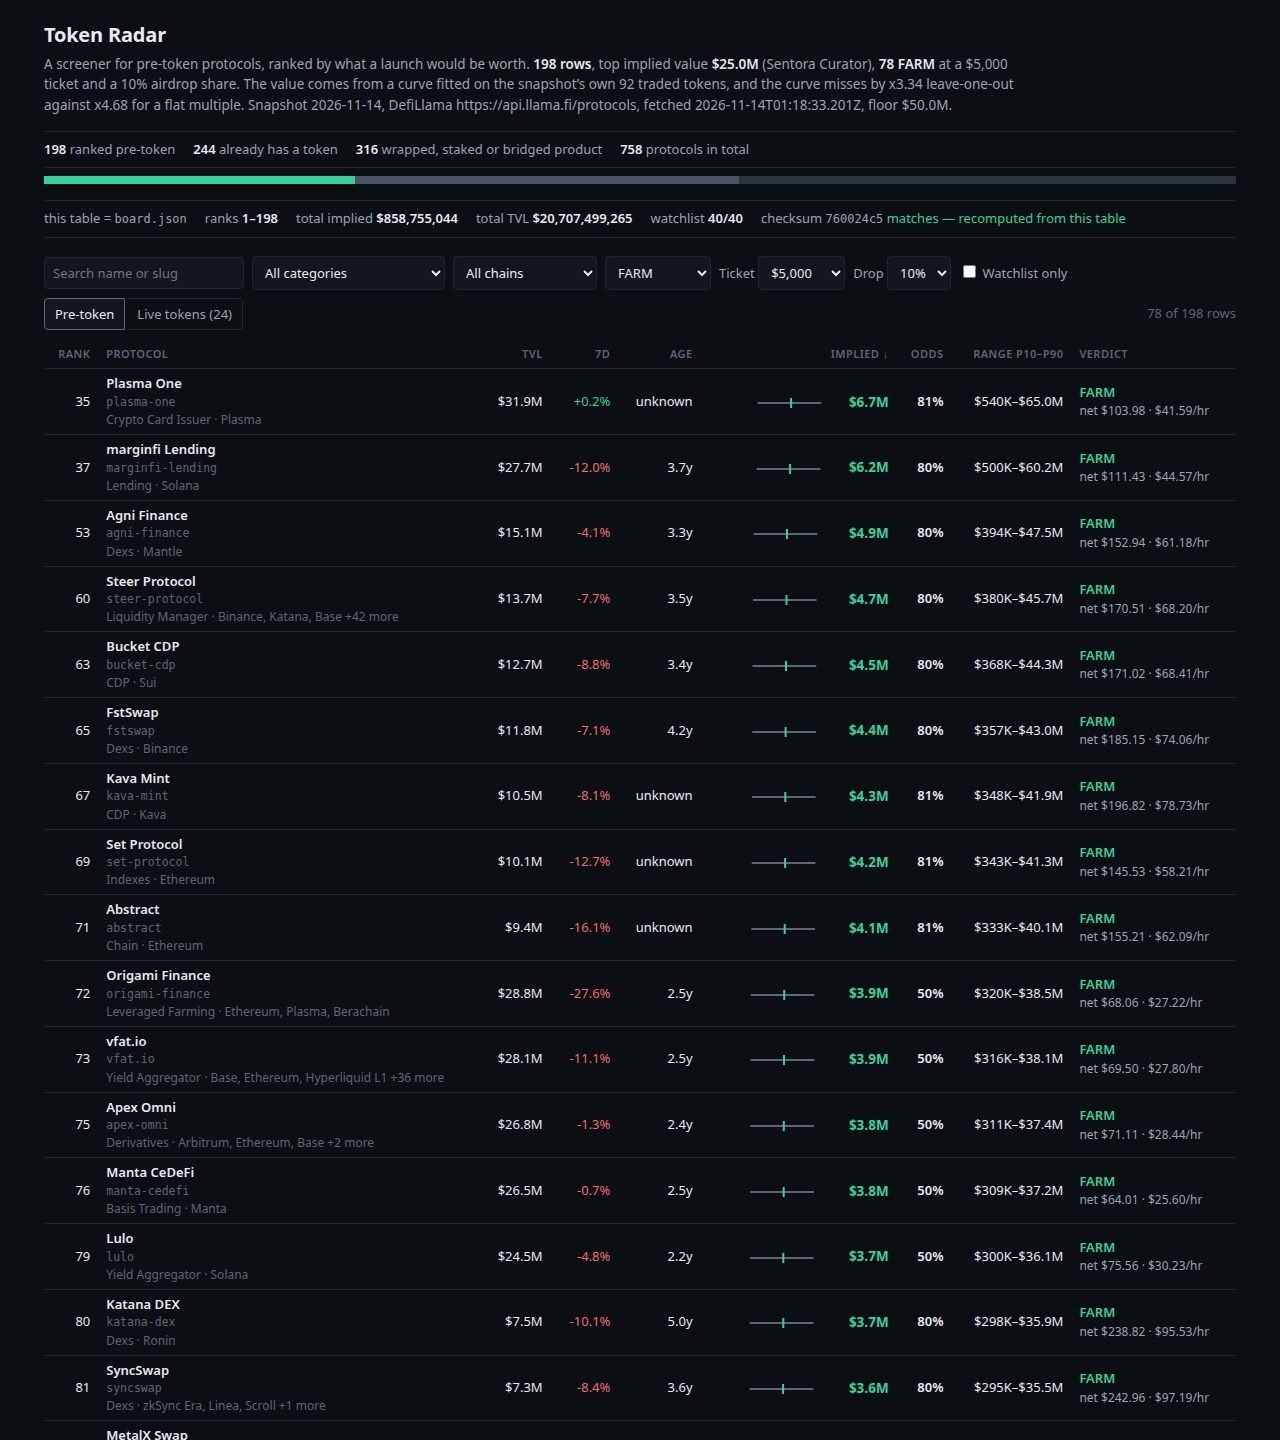 Token Radar
A screener for pre-token protocols, ranked by what a launch would be worth. 198 rows, top implied value $25.0M (Sentora Curator), 78 FARM at a $5,000
ticket and a 10% airdrop share. The value comes from a curve fitted on the snapshot's own 92 traded tokens, and the curve misses by x3.34 leave-one-out
against x4.68 for a flat multiple. Snapshot 2026-11-14, DefiLlama https://api.llama.fi/protocols, fetched 2026-11-14T01:18:33.201Z, floor $50.0M.
198 ranked pre-token 244 already has a token 316 wrapped, staked or bridged product 758 protocols in total
this table = board.json ranks 1–198 total implied $858,755,044 total TVL $20,707,499,265 watchlist 40/40 checksum 760024c5 matches — recomputed from this table
Search name or slug All categories All chains FARM Ticket $5,000 Drop 10% Watchlist only
Pre-token Live tokens (24) 78 of 198 rows
RANK PROTOCOL TVL 7D AGE IMPLIED ↓ ODDS RANGE P10–P90 VERDICT
Plasma One
35 plasma-one $31.9M +0.2% unknown $6.7M 81% $540K–$65.0M FARM
Crypto Card Issuer · Plasma net $103.98 · $41.59/hr
marginfi Lending
37 marginfi-lending $27.7M -12.0% 3.7y $6.2M 80% $500K–$60.2M FARM
Lending · Solana net $111.43 · $44.57/hr
Agni Finance
53 agni-finance $15.1M -4.1% 3.3y $4.9M 80% $394K–$47.5M FARM
Dexs · Mantle net $152.94 · $61.18/hr
Steer Protocol
60 steer-protocol $13.7M -7.7% 3.5y $4.7M 80% $380K–$45.7M FARM
Liquidity Manager · Binance, Katana, Base +42 more net $170.51 · $68.20/hr
Bucket CDP
63 bucket-cdp $12.7M -8.8% 3.4y $4.5M 80% $368K–$44.3M FARM
CDP · Sui net $171.02 · $68.41/hr
FstSwap
65 fstswap $11.8M -7.1% 4.2y $4.4M 80% $357K–$43.0M FARM
Dexs · Binance net $185.15 · $74.06/hr
Kava Mint
67 kava-mint $10.5M -8.1% unknown $4.3M 81% $348K–$41.9M FARM
CDP · Kava net $196.82 · $78.73/hr
Set Protocol
69 set-protocol $10.1M -12.7% unknown $4.2M 81% $343K–$41.3M FARM
Indexes · Ethereum net $145.53 · $58.21/hr
Abstract
71 abstract $9.4M -16.1% unknown $4.1M 81% $333K–$40.1M FARM
Chain · Ethereum net $155.21 · $62.09/hr
Origami Finance
72 origami-finance $28.8M -27.6% 2.5y $3.9M 50% $320K–$38.5M FARM
Leveraged Farming · Ethereum, Plasma, Berachain net $68.06 · $27.22/hr
vfat.io
73 vfat.io $28.1M -11.1% 2.5y $3.9M 50% $316K–$38.1M FARM
Yield Aggregator · Base, Ethereum, Hyperliquid L1 +36 more net $69.50 · $27.80/hr
Apex Omni
75 apex-omni $26.8M -1.3% 2.4y $3.8M 50% $311K–$37.4M FARM
Derivatives · Arbitrum, Ethereum, Base +2 more net $71.11 · $28.44/hr
Manta CeDeFi
76 manta-cedefi $26.5M -0.7% 2.5y $3.8M 50% $309K–$37.2M FARM
Basis Trading · Manta net $64.01 · $25.60/hr
Lulo
79 lulo $24.5M -4.8% 2.2y $3.7M 50% $300K–$36.1M FARM
Yield Aggregator · Solana net $75.56 · $30.23/hr
Katana DEX
80 katana-dex $7.5M -10.1% 5.0y $3.7M 80% $298K–$35.9M FARM
Dexs · Ronin net $238.82 · $95.53/hr
SyncSwap
81 syncswap $7.3M -8.4% 3.6y $3.6M 80% $295K–$35.5M FARM
Dexs · zkSync Era, Linea, Scroll +1 more net $242.96 · $97.19/hr
MetalX Swap